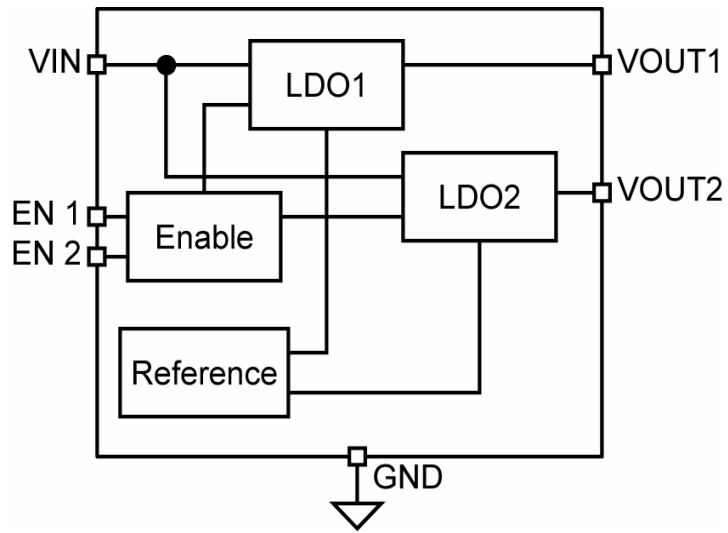 VIN
LDO1
VOUT1
LDO2
VOUT2
EN 1
EN 2
Enable
Reference
GND